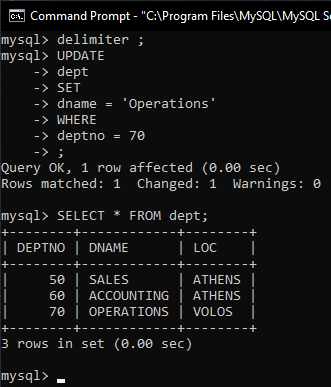 Command Prompt - "C:\Program Files\MySQL\MySQL Se
mysql> delimiter ;
mysql> UPDATE
    -> dept
    -> SET
    -> dname = 'Operations'
    -> WHERE
    -> deptno = 70
    -> ;
Query OK, 1 row affected (0.00 sec)
Rows matched: 1  Changed: 1  Warnings: 0
mysql> SELECT * FROM dept;
+--------+------------+--------+
| DEPTNO | DNAME      | LOC    |
+--------+------------+--------+
|     50 | SALES      | ATHENS |
|     60 | ACCOUNTING | ATHENS |
|     70 | OPERATIONS | VOLOS  |
+--------+------------+--------+
3 rows in set (0.00 sec)
mysql> _